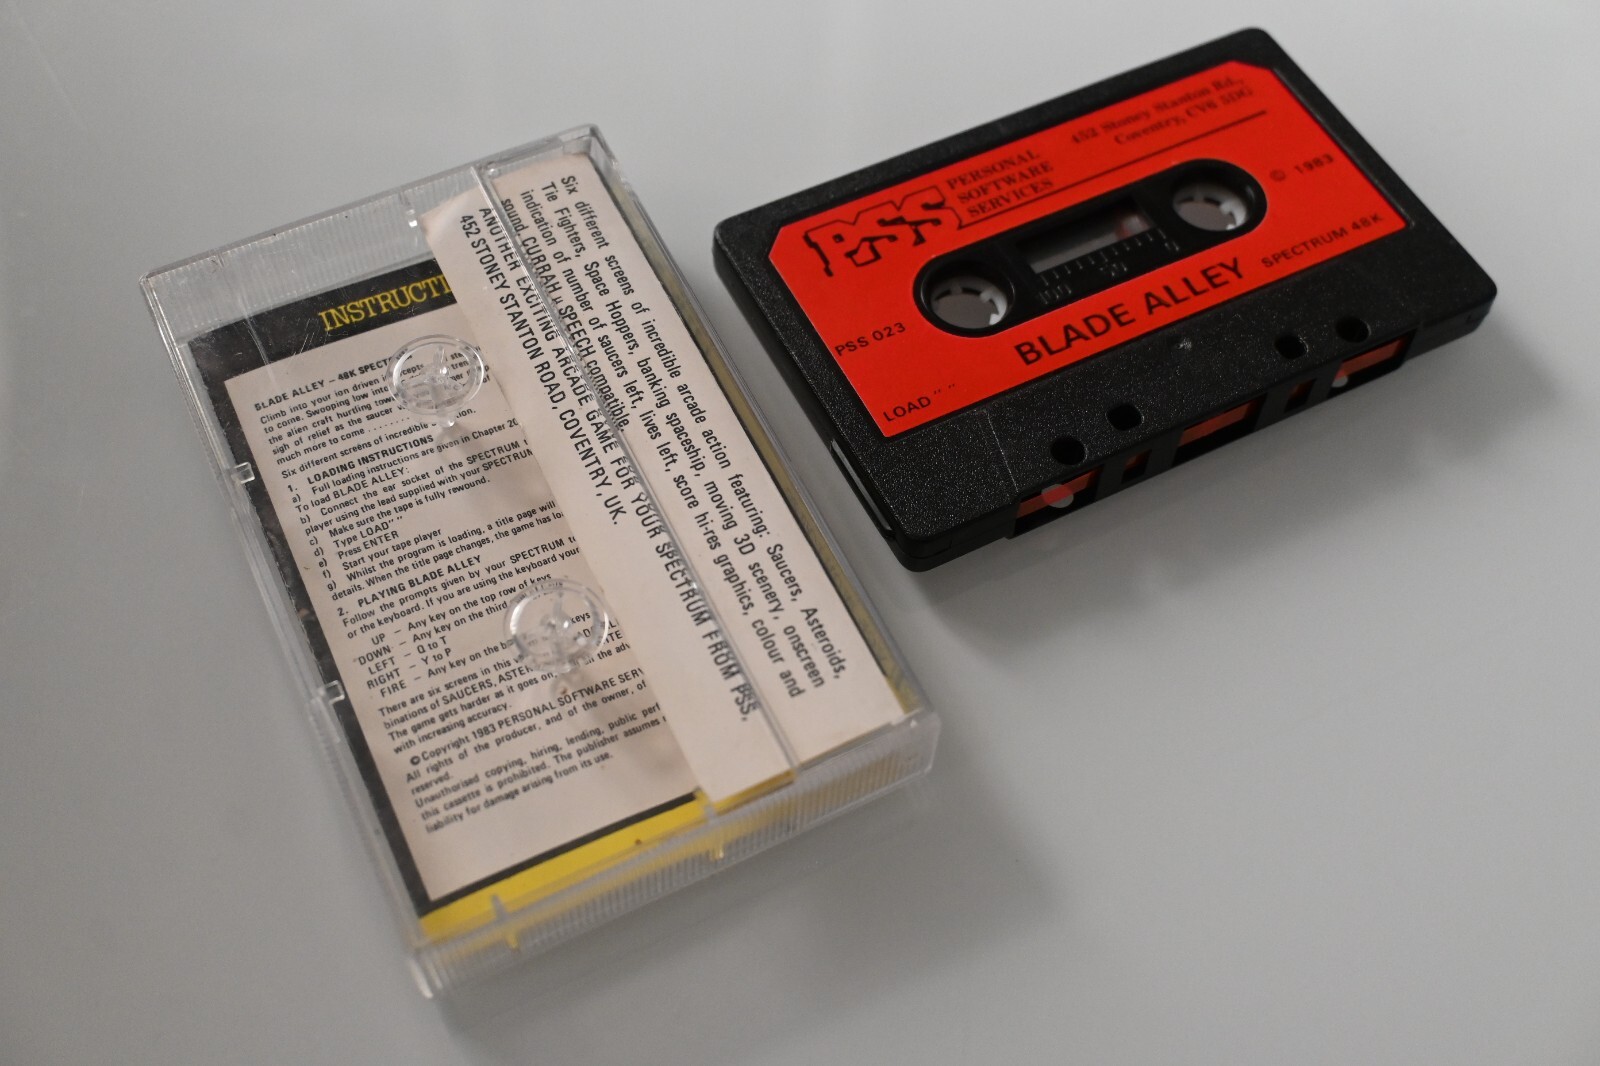 INSTRUCTI
BLADE ALLEY – 48K SPECT
Climb into your ion driven
to come. Swooping low int
the alien craft hurtling tow
sigh of relief as the saucer
much more to come ........
Six different screens of incredible
1. LOADING INSTRUCTIONS
a) Full loading instructions are given in Chapter 20
To load BLADE ALLEY:
b) Connect the ear socket of the SPECTRUM
player using the lead supplied with your SPECTRUM
c) Make sure the tape is fully rewound.
d) Type LOAD" "
e) Press ENTER
f) Start your tape player
g) Whilst the program is loading, a title page will
details. When the title page changes, the game has loa
2. PLAYING BLADE ALLEY
Follow the prompts given by your SPECTRUM to
or the keyboard. If you are using the keyboard your
UP – Any key on the top row of keys
DOWN – Any key on the third
LEFT – Q to T
RIGHT – Y to P
FIRE – Any key on the bo keys
There are six screens in this
binations of SAUCERS, ASTER
The game gets harder as it goes on, the adv
with increasing accuracy.
©Copyright 1983 PERSONAL SOFTWARE SERV
All rights of the producer, and of the owner, of
reserved.
Unauthorised copying, hiring, lending, public perf
this cassette is prohibited. The publisher assumes
liability for damage arising from its use.
Six different screens of incredible arcade action featuring: Saucers, Asteroids,
Tie Fighters, Space Hoppers, banking spaceship, moving 3D scenery, onscreen
indication of number of saucers left, lives left, score hi-res graphics, colour and
sound. CURRAH μ SPEECH compatible.
ANOTHER EXCITING ARCADE GAME FOR YOUR SPECTRUM FROM PSS,
452 STONEY STANTON ROAD, COVENTRY, UK.
PSS
PERSONAL
SOFTWARE
SERVICES
452 Stoney Stanton Rd.,
Coventry, CV6 5DG
© 1983
100 50 0
PSS 023
BLADE ALLEY
SPECTRUM 48K
LOAD " "